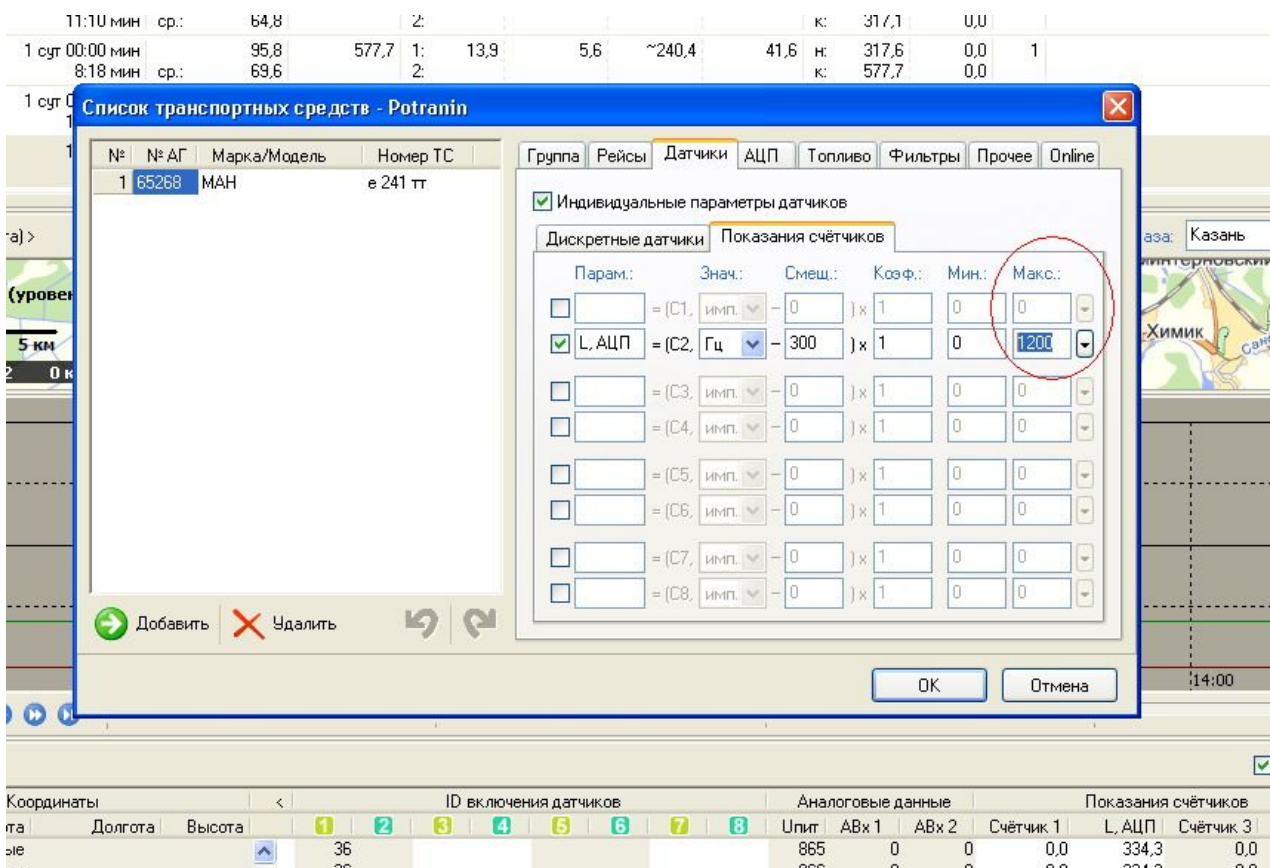 11:10 мин ср.: 64,8 2: к: 317,1 0,0
1 сут 00:00 мин 95,8 577,7 1: 13,9 5,6 ~240,4 41,6 н: 317,6 0,0 1
8:18 мин ср.: 69,6 2: к: 577,7 0,0
1 сут
Список транспортных средств - Potranin
№ № АГ Марка/Модель Номер ТС
1 65268 МАН е 241 тт
Группа Рейсы Датчики АЦП Топливо Фильтры Прочее Online
Индивидуальные параметры датчиков
Дискретные датчики Показания счётчиков
Парам.: Знач.: Смещ.: Коэф.: Мин.: Макс.:
= (C1, имп. – 0 ) x 1 0 0
L, АЦП = (C2, Гц – 300 ) x 1 0 1200
= (C3, имп. – 0 ) x 1 0 0
= (C4, имп. – 0 ) x 1 0 0
= (C5, имп. – 0 ) x 1 0 0
= (C6, имп. – 0 ) x 1 0 0
= (C7, имп. – 0 ) x 1 0 0
= (C8, имп. – 0 ) x 1 0 0
Добавить Удалить
OK Отмена
та) >
(уровен
5 км
2 0 к
аза: Казань
Химик
14:00
Координаты < ID включения датчиков Аналоговые данные Показания счётчиков
та Долгота Высота 1 2 3 4 5 6 7 8 Uпит АВх 1 АВх 2 Счётчик 1 L, АЦП Счётчик 3
ые 36 865 0 0 0,0 334,3 0,0